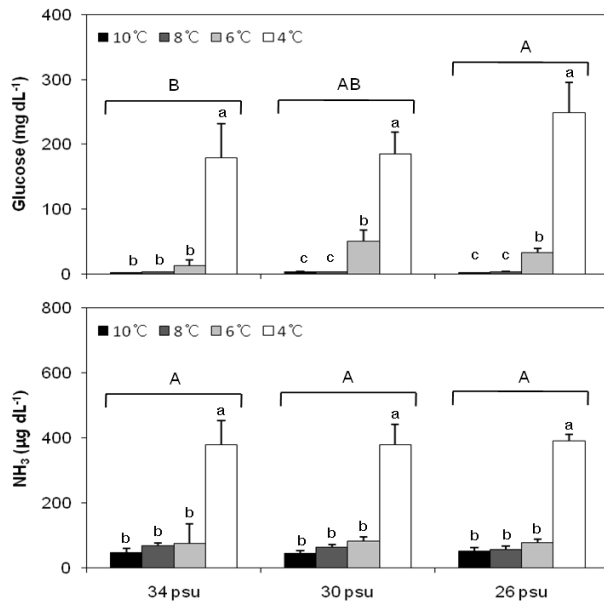 400
300
200
100
0
Glucose (mg dL-1)
10℃ 8℃ 6℃ 4℃
B AB A
b b b a c c b a c c b a
800
600
400
200
0
NH3 (µg dL-1)
10℃ 8℃ 6℃ 4℃
A A A
b b b a b b b a b b b a
34 psu 30 psu 26 psu